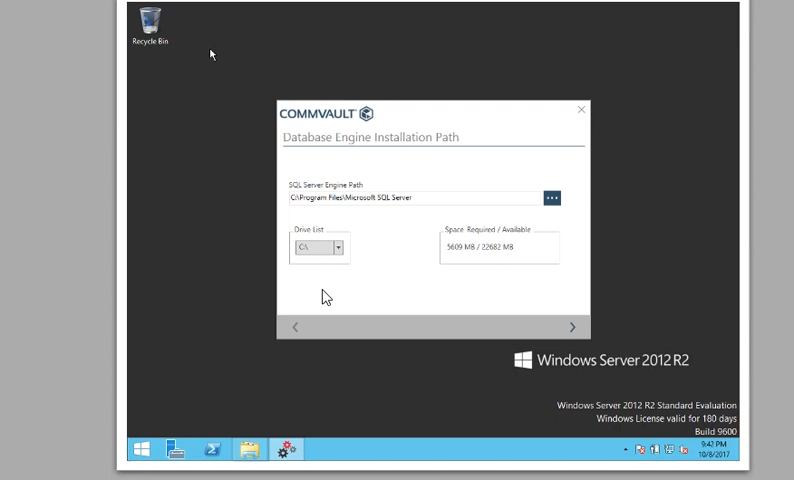 Recycle Bin
COMMVAULT
Database Engine Installation Path
SQL Server Engine Path
C:\Program Files\Microsoft SQL Server
...
Drive List
C:\
Space Required / Available
5609 MB / 22682 MB
Windows Server 2012 R2
Windows Server 2012 R2 Standard Evaluation
Windows License valid for 180 days
Build 9600
9:42 PM
10/8/2017